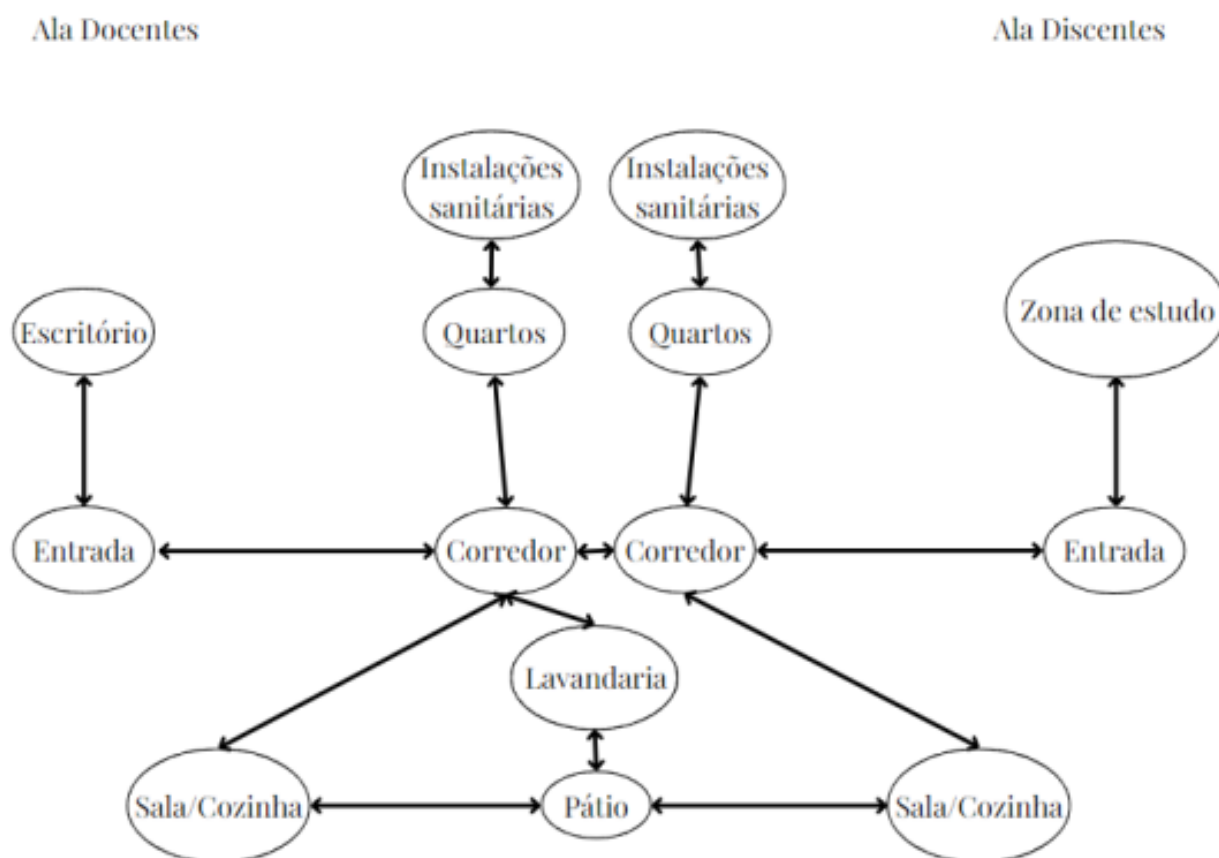 Ala Docentes
Ala Discentes
Instalações
sanitárias
Instalações
sanitárias
Escritório
Quartos
Quartos
Zona de estudo
Entrada
Corredor
Corredor
Entrada
Lavandaria
Sala/Cozinha
Pátio
Sala/Cozinha